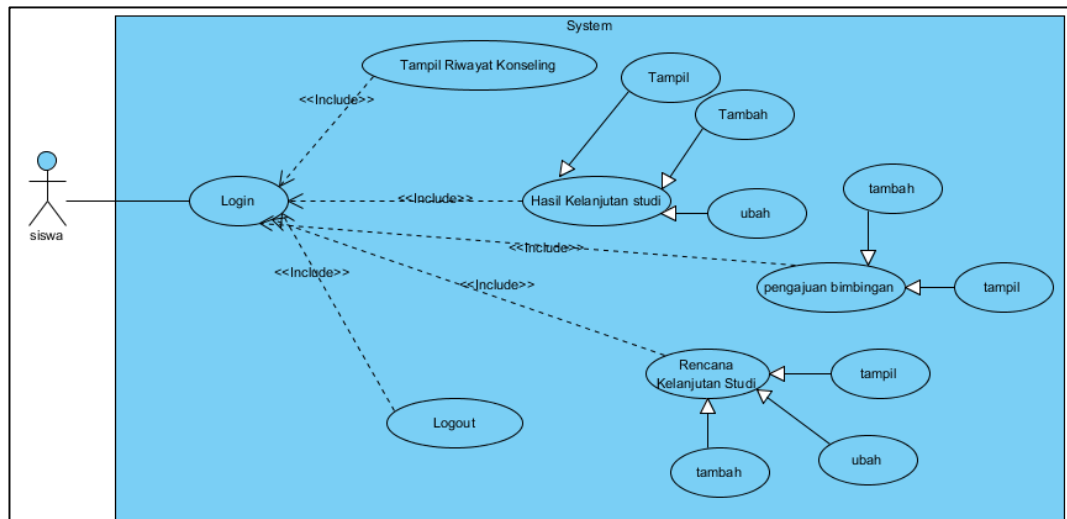 System
Tampil Riwayat Konseling
Tampil
<<Include>>
Tambah
siswa
Login
<<Include>>
Hasil Kelanjutan studi
ubah
tambah
<<Include>>
<<Include>>
<<Include>>
pengajuan bimbingan
tampil
Rencana
Kelanjutan Studi
tampil
Logout
ubah
tambah